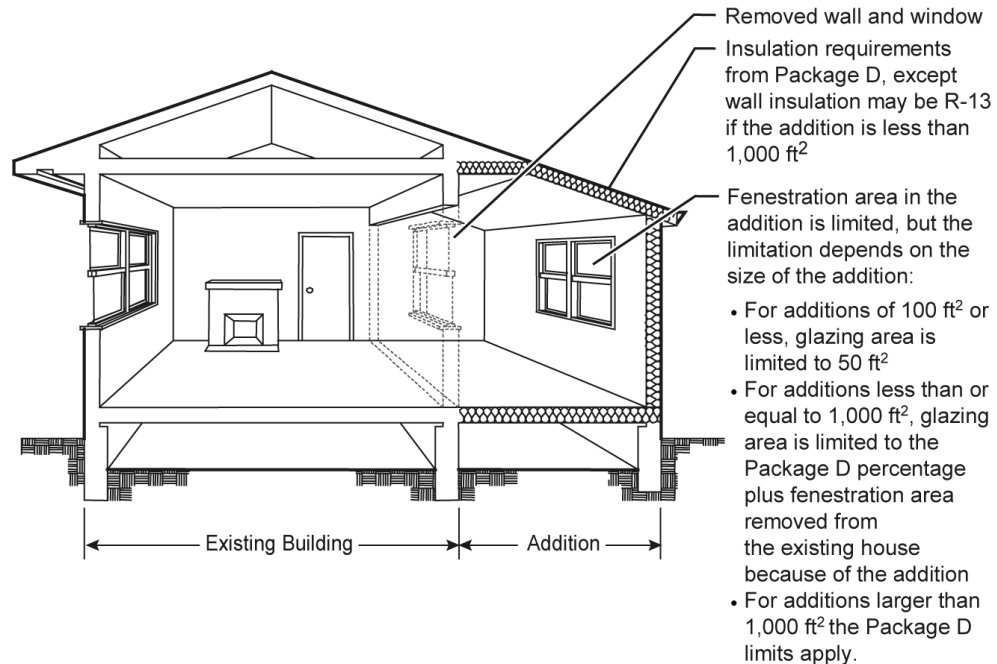 Removed wall and window
Insulation requirements
from Package D, except
wall insulation may be R-13
if the addition is less than
1,000 ft²
Fenestration area in the
addition is limited, but the
limitation depends on the
size of the addition:
• For additions of 100 ft² or
less, glazing area is
limited to 50 ft²
• For additions less than or
equal to 1,000 ft², glazing
area is limited to the
Package D percentage
plus fenestration area
removed from
the existing house
because of the addition
• For additions larger than
1,000 ft² the Package D
limits apply.
Existing Building
Addition